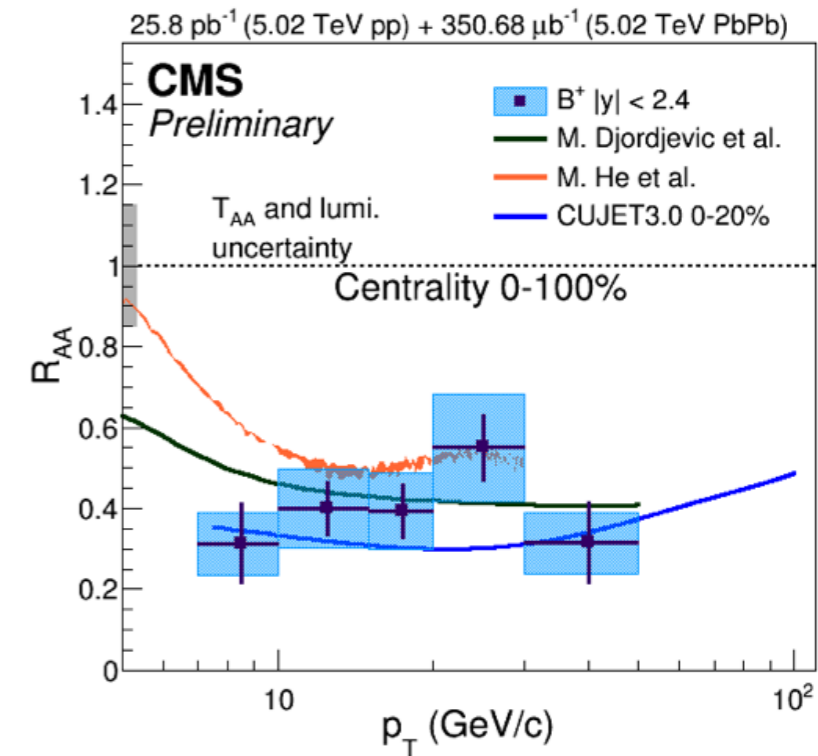 25.8 pb⁻¹ (5.02 TeV pp) + 350.68 μb⁻¹ (5.02 TeV PbPb)
CMS
Preliminary
B⁺ |y| < 2.4
M. Djordjevic et al.
M. He et al.
CUJET3.0 0-20%
T_AA and lumi.
uncertainty
Centrality 0-100%
R_AA
1.4
1.2
1
0.8
0.6
0.4
0.2
0
10
10²
p_T (GeV/c)